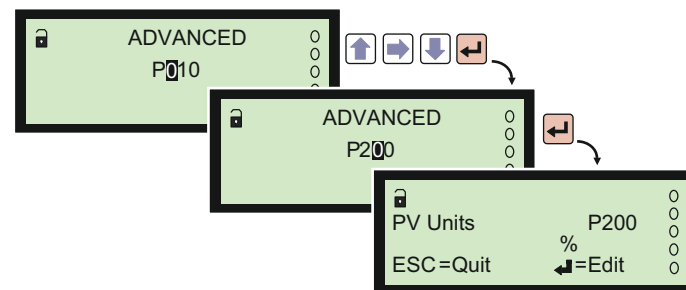 ADVANCED
P010
ADVANCED
P200
PV Units P200
%
ESC=Quit ↵=Edit